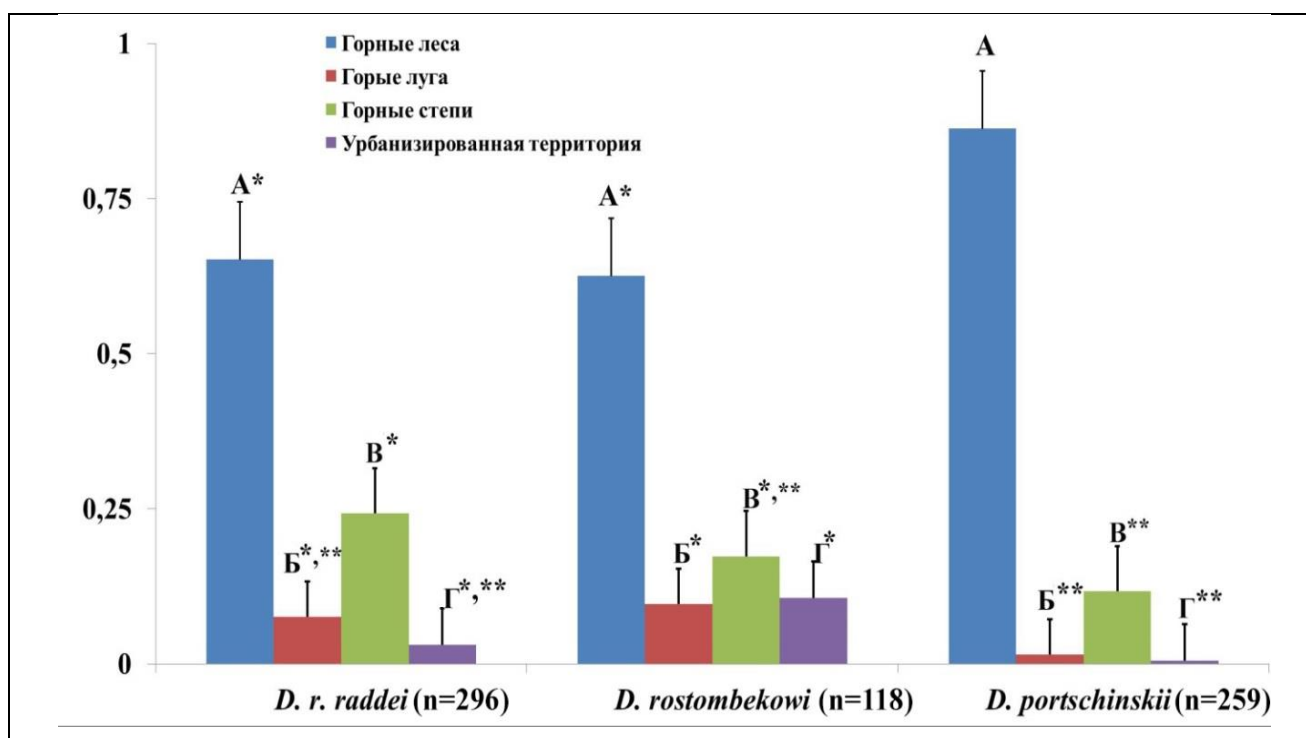 1
0,75
0,5
0,25
0
Горные леса
Горые луга
Горные степи
Урбанизированная территория
А*
Б*,**
В*
Г*,**
А*
Б*
В*,**
Г*
А
Б**
В**
Г**
D. r. raddei (n=296)
D. rostombekowi (n=118)
D. portschinskii (n=259)